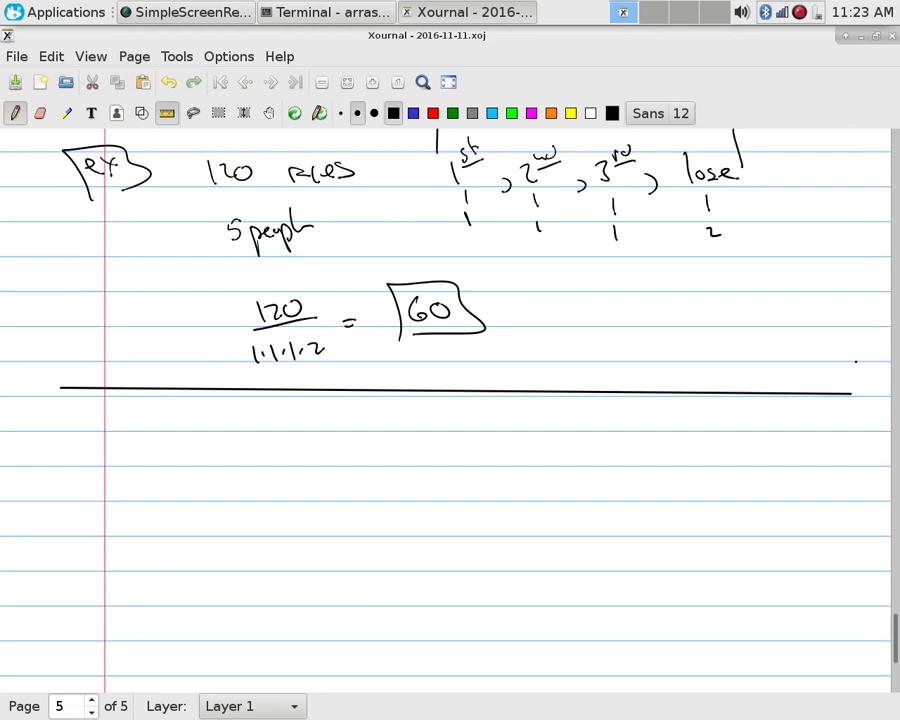 Applications SimpleScreenRe... Terminal - arras... Xournal - 2016-... 11:23 AM
Xournal - 2016-11-11.xoj
File Edit View Page Tools Options Help
Sans 12
ex 120 races 1st, 2nd, 3rd, lose
1 1 1 2
5 people
120
1·1·1·2
= 60
Page 5 of 5 Layer: Layer 1